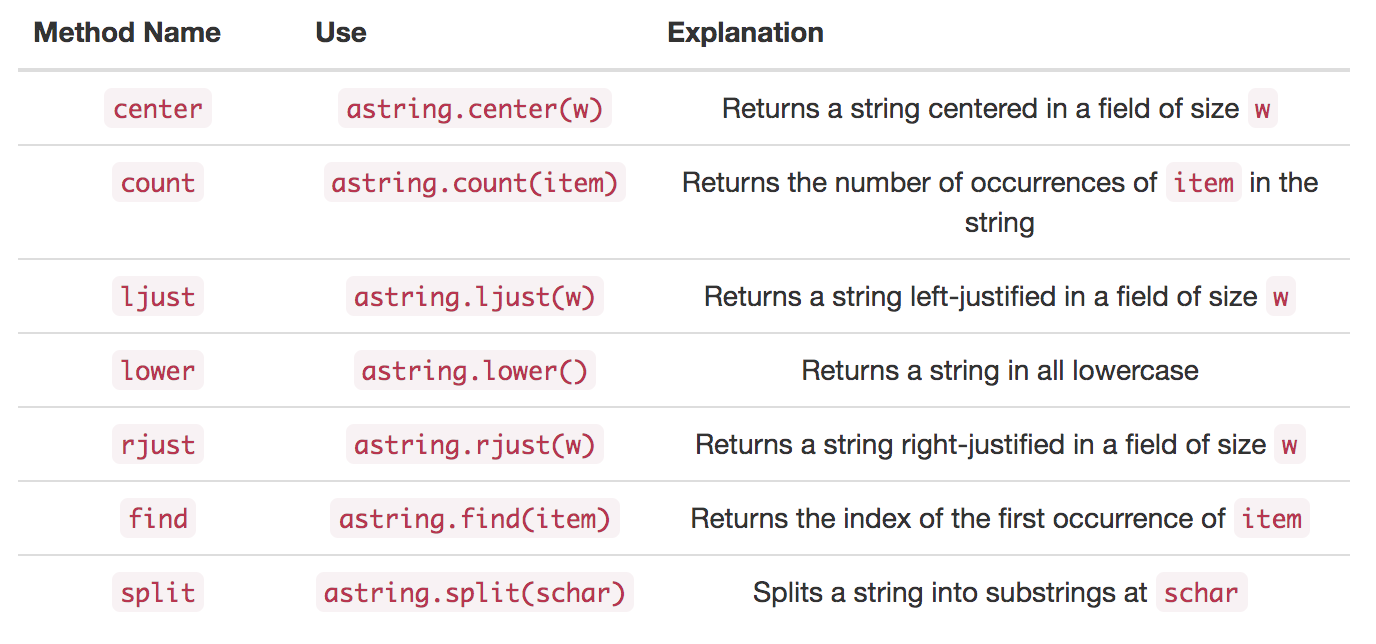 Method Name Use Explanation
center astring.center(w) Returns a string centered in a field of size w
count astring.count(item) Returns the number of occurrences of item in the
string
ljust astring.ljust(w) Returns a string left-justified in a field of size w
lower astring.lower() Returns a string in all lowercase
rjust astring.rjust(w) Returns a string right-justified in a field of size w
find astring.find(item) Returns the index of the first occurrence of item
split astring.split(schar) Splits a string into substrings at schar